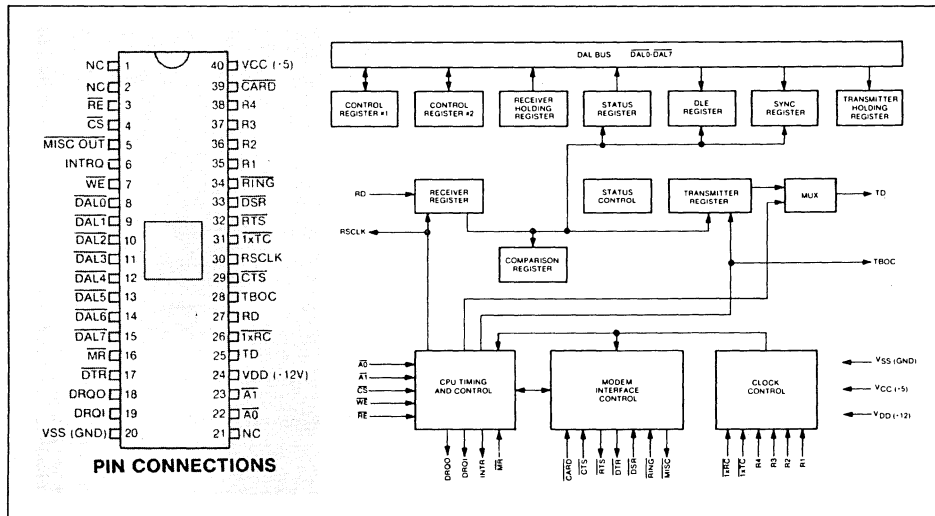 NC 1
NC 2
RE 3
CS 4
MISC OUT 5
INTRQ 6
WE 7
DAL0 8
DAL1 9
DAL2 10
DAL3 11
DAL4 12
DAL5 13
DAL6 14
DAL7 15
MR 16
DTR 17
DRQO 18
DRQI 19
VSS (GND) 20
40 VCC (+5)
39 CARD
38 R4
37 R3
36 R2
35 R1
34 RING
33 DSR
32 RTS
31 1xTC
30 RSCLK
29 CTS
28 TBOC
27 RD
26 1xRC
25 TD
24 VDD (+12V)
23 A1
22 A0
21 NC
PIN CONNECTIONS
DAL BUS DAL0-DAL7
CONTROL REGISTER #1
CONTROL REGISTER #2
RECEIVER HOLDING REGISTER
STATUS REGISTER
DLE REGISTER
SYNC REGISTER
TRANSMITTER HOLDING REGISTER
RD
RECEIVER REGISTER
STATUS CONTROL
TRANSMITTER REGISTER
MUX
TD
RSCLK
COMPARISON REGISTER
TBOC
A0
A1
CS
WE
RE
CPU TIMING AND CONTROL
MODEM INTERFACE CONTROL
CLOCK CONTROL
VSS (GND)
VCC (+5)
VDD (+12)
DRQO
DRQI
INTR
MR
CARD
CTS
RTS
DTR
DSR
RING
MISC
1xRC
1xTC
R4
R3
R2
R1